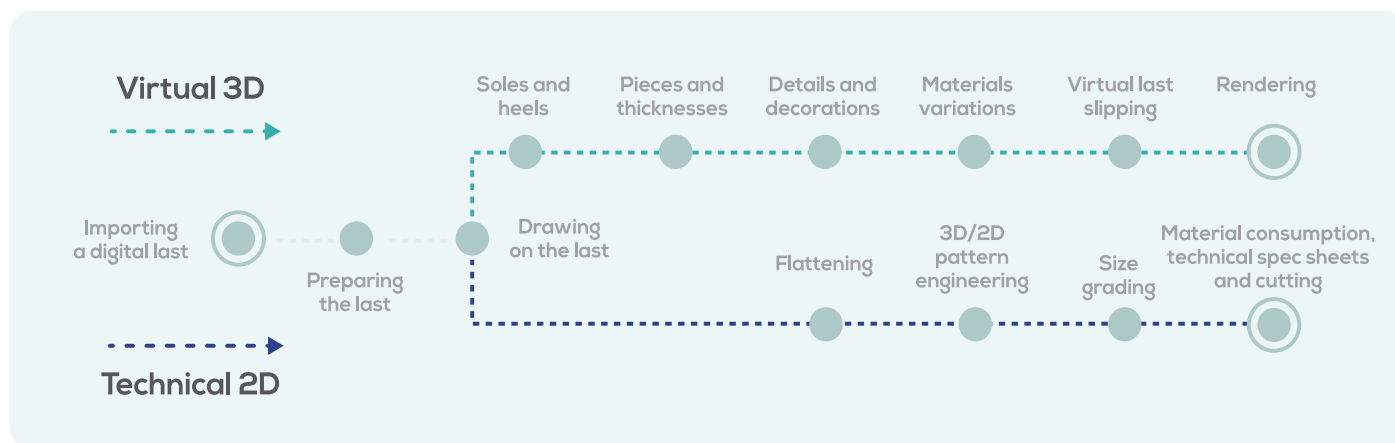 Virtual 3D
Soles and
heels
Pieces and
thicknesses
Details and
decorations
Materials
variations
Virtual last
slipping
Rendering
Importing
a digital last
Preparing
the last
Drawing
on the last
Flattening
3D/2D
pattern
engineering
Size
grading
Material consumption,
technical spec sheets
and cutting
Technical 2D